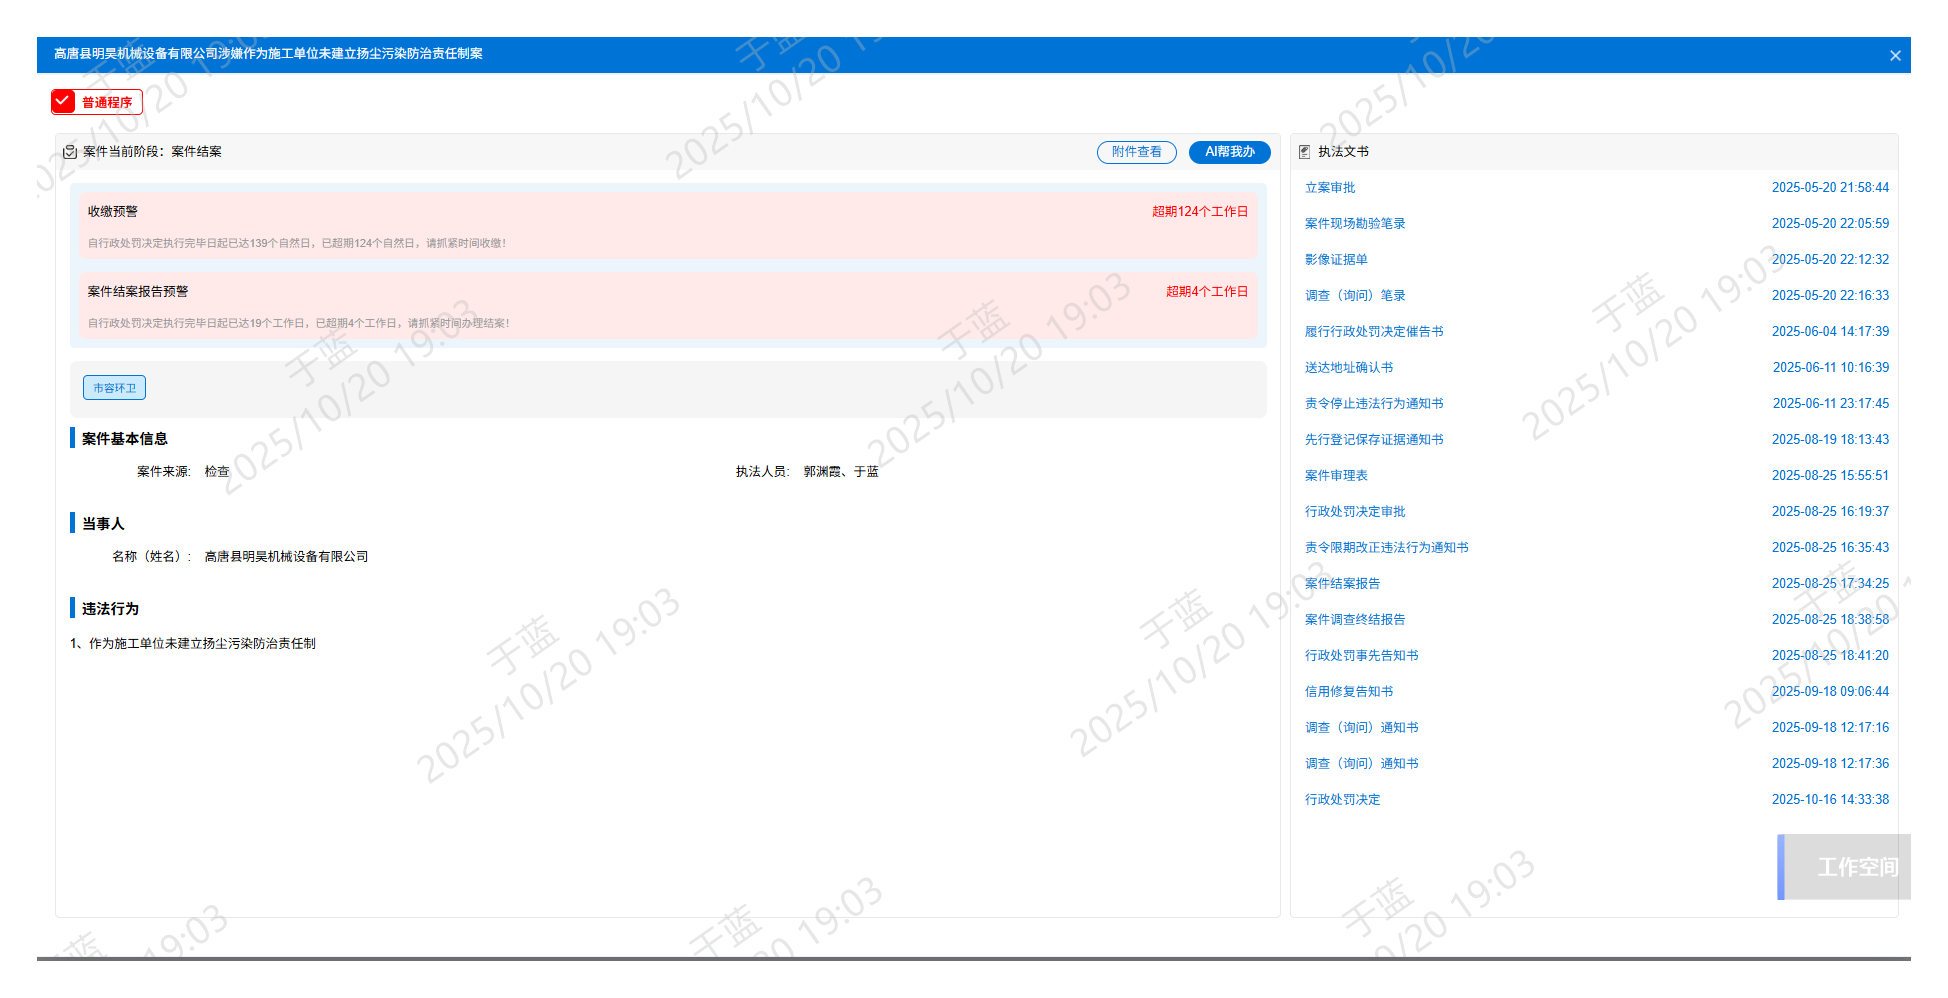 高唐县明昊机械设备有限公司涉嫌作为施工单位未建立扬尘污染防治责任制案
普通程序
案件当前阶段：案件结案
附件查看
AI帮我办
收缴预警
超期124个工作日
自行政处罚决定执行完毕日起已达139个自然日，已超期124个自然日，请抓紧时间收缴！
案件结案报告预警
超期4个工作日
自行政处罚决定执行完毕日起已达19个工作日，已超期4个工作日，请抓紧时间办理结案！
市容环卫
案件基本信息
案件来源: 检查
执法人员: 郭渊霞、于蓝
当事人
名称（姓名）: 高唐县明昊机械设备有限公司
违法行为
1、作为施工单位未建立扬尘污染防治责任制
执法文书
立案审批 2025-05-20 21:58:44
案件现场勘验笔录 2025-05-20 22:05:59
影像证据单 2025-05-20 22:12:32
调查（询问）笔录 2025-05-20 22:16:33
履行行政处罚决定催告书 2025-06-04 14:17:39
送达地址确认书 2025-06-11 10:16:39
责令停止违法行为通知书 2025-06-11 23:17:45
先行登记保存证据通知书 2025-08-19 18:13:43
案件审理表 2025-08-25 15:55:51
行政处罚决定审批 2025-08-25 16:19:37
责令限期改正违法行为通知书 2025-08-25 16:35:43
案件结案报告 2025-08-25 17:34:25
案件调查终结报告 2025-08-25 18:38:58
行政处罚事先告知书 2025-08-25 18:41:20
信用修复告知书 2025-09-18 09:06:44
调查（询问）通知书 2025-09-18 12:17:16
调查（询问）通知书 2025-09-18 12:17:36
行政处罚决定 2025-10-16 14:33:38
工作空间
于蓝
2025/10/20 19:03